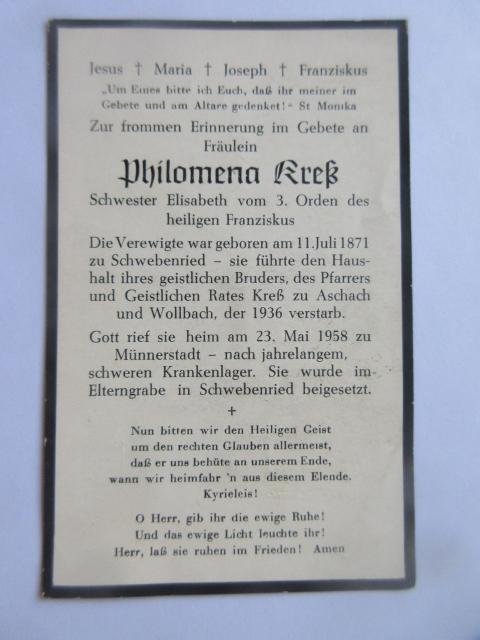 Jesus † Maria † Joseph † Franziskus
„Um Eines bitte ich Euch, daß ihr meiner im
Gebete und am Altare gedenket!" St Monika
Zur frommen Erinnerung im Gebete an
Fräulein
Philomena Kreß
Schwester Elisabeth vom 3. Orden des
heiligen Franziskus
Die Verewigte war geboren am 11. Juli 1871
zu Schwebenried – sie führte den Haus-
halt ihres geistlichen Bruders, des Pfarrers
und Geistlichen Rates Kreß zu Aschach
und Wollbach, der 1936 verstarb.
Gott rief sie heim am 23. Mai 1958 zu
Münnerstadt – nach jahrelangem,
schweren Krankenlager. Sie wurde im
Elterngrabe in Schwebenried beigesetzt.
†
Nun bitten wir den Heiligen Geist
um den rechten Glauben allermeist,
daß er uns behüte an unserem Ende,
wann wir heimfahr 'n aus diesem Elende.
Kyrieleis!
O Herr, gib ihr die ewige Ruhe!
Und das ewige Licht leuchte ihr!
Herr, laß sie ruhen im Frieden! Amen